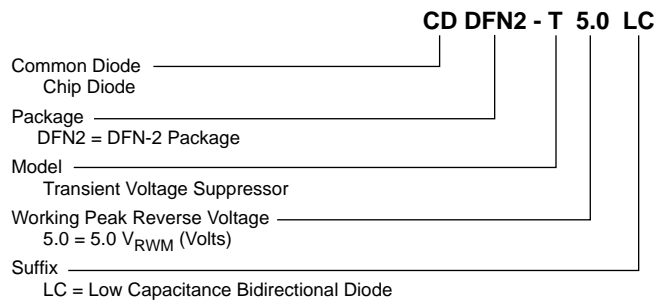 CD DFN2 - T 5.0 LC
Common Diode
Chip Diode
Package
DFN2 = DFN-2 Package
Model
Transient Voltage Suppressor
Working Peak Reverse Voltage
5.0 = 5.0 VRWM (Volts)
Suffix
LC = Low Capacitance Bidirectional Diode